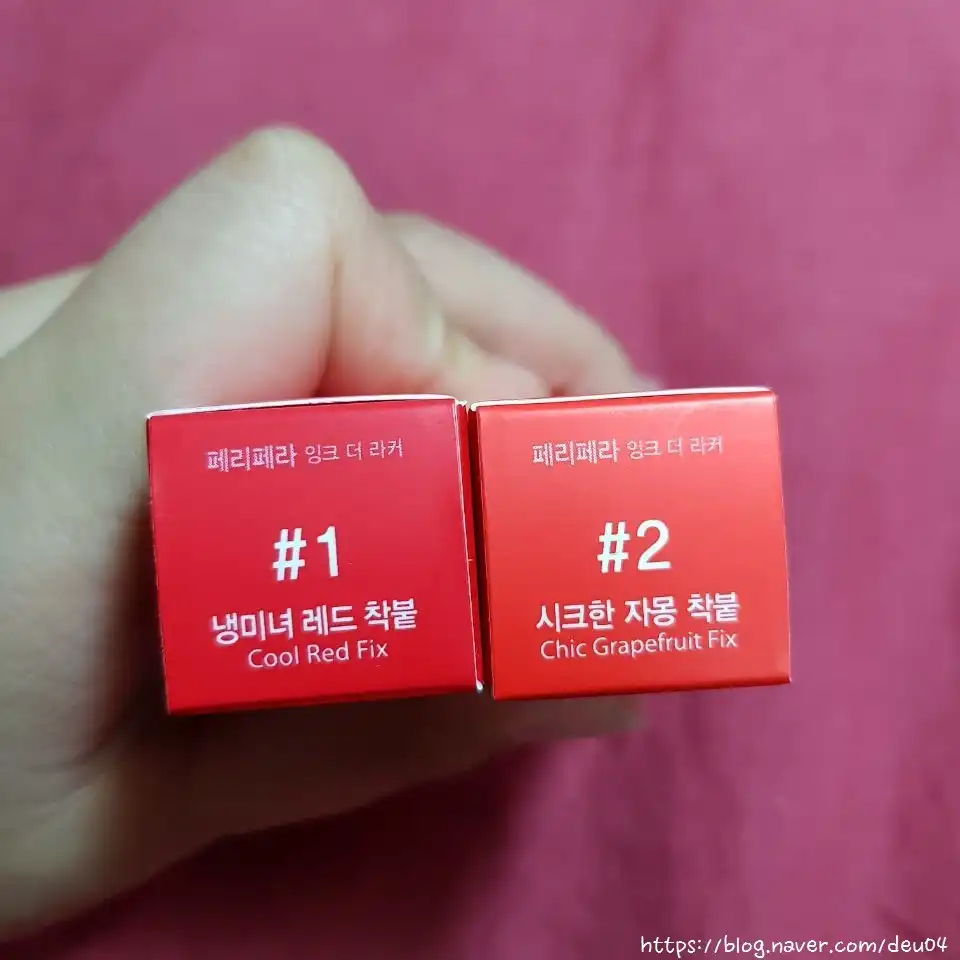 페리페라 잉크 더 라커
#1
냉미녀 레드 착붙
Cool Red Fix
페리페라 잉크 더 라커
#2
시크한 자몽 착붙
Chic Grapefruit Fix
https://blog.naver.com/deu04